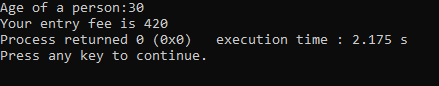 Age of a person:30
Your entry fee is 420
Process returned 0 (0x0)   execution time : 2.175 s
Press any key to continue.